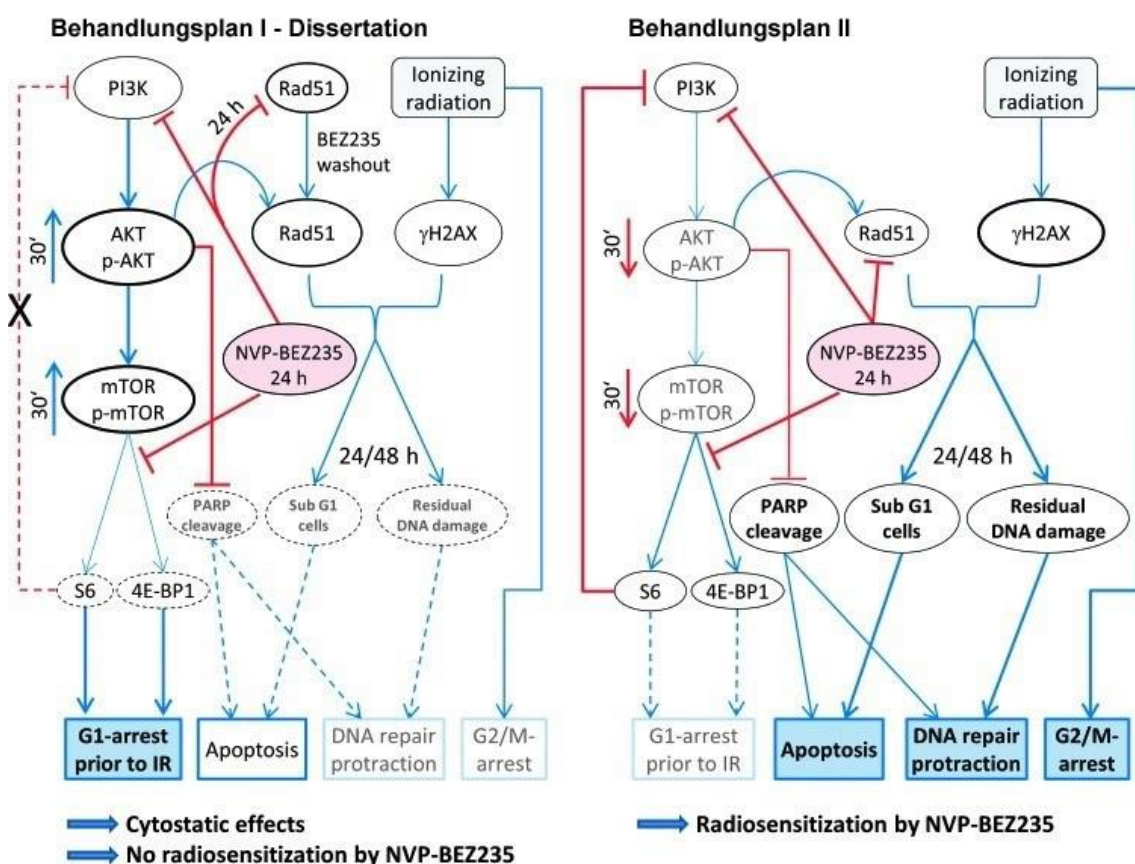 Behandlungsplan I - Dissertation
PI3K
Rad51
Ionizing
radiation
24 h
BEZ235
washout
30‘
AKT
p-AKT
Rad51
γH2AX
X
NVP-BEZ235
24 h
30‘
mTOR
p-mTOR
24/48 h
PARP
cleavage
Sub G1
cells
Residual
DNA damage
S6
4E-BP1
G1-arrest
prior to IR
Apoptosis
DNA repair
protraction
G2/M-
arrest
Cytostatic effects
No radiosensitization by NVP-BEZ235
Behandlungsplan II
PI3K
Ionizing
radiation
30‘
AKT
p-AKT
Rad51
γH2AX
NVP-BEZ235
24 h
30‘
mTOR
p-mTOR
24/48 h
PARP
cleavage
Sub G1
cells
Residual
DNA damage
S6
4E-BP1
G1-arrest
prior to IR
Apoptosis
DNA repair
protraction
G2/M-
arrest
Radiosensitization by NVP-BEZ235